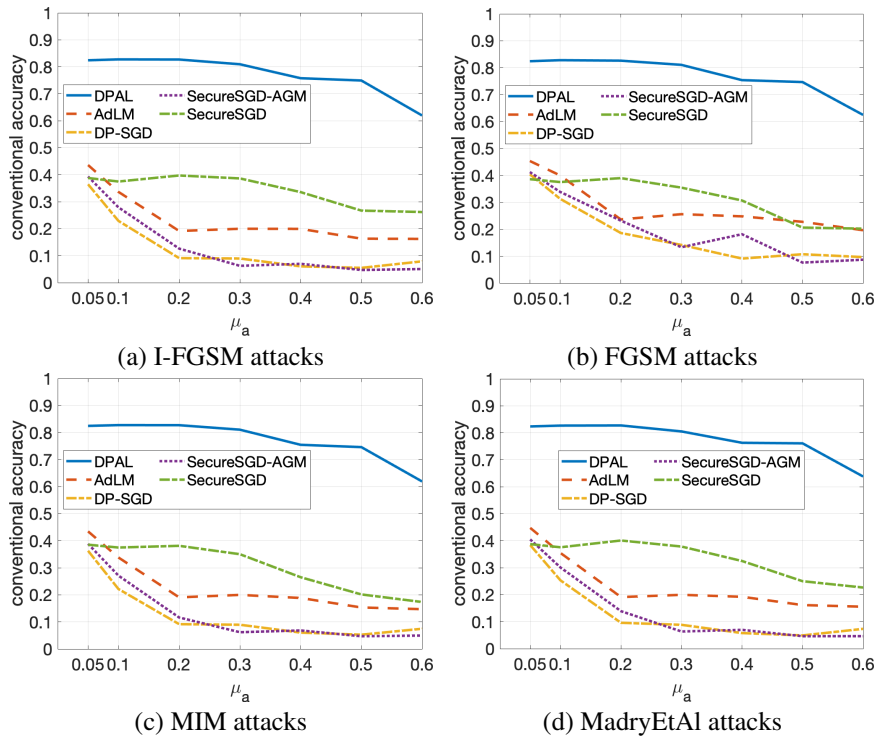 1
0.9
0.8
0.7
0.6
0.5
0.4
0.3
0.2
0.1
0
conventional accuracy
DPAL
AdLM
DP-SGD
SecureSGD-AGM
SecureSGD
0.05 0.1 0.2 0.3 0.4 0.5 0.6
μa
(a) I-FGSM attacks
1
0.9
0.8
0.7
0.6
0.5
0.4
0.3
0.2
0.1
0
conventional accuracy
DPAL
AdLM
DP-SGD
SecureSGD-AGM
SecureSGD
0.05 0.1 0.2 0.3 0.4 0.5 0.6
μa
(b) FGSM attacks
1
0.9
0.8
0.7
0.6
0.5
0.4
0.3
0.2
0.1
0
conventional accuracy
DPAL
AdLM
DP-SGD
SecureSGD-AGM
SecureSGD
0.05 0.1 0.2 0.3 0.4 0.5 0.6
μa
(c) MIM attacks
1
0.9
0.8
0.7
0.6
0.5
0.4
0.3
0.2
0.1
0
conventional accuracy
DPAL
AdLM
DP-SGD
SecureSGD-AGM
SecureSGD
0.05 0.1 0.2 0.3 0.4 0.5 0.6
μa
(d) MadryEtAl attacks